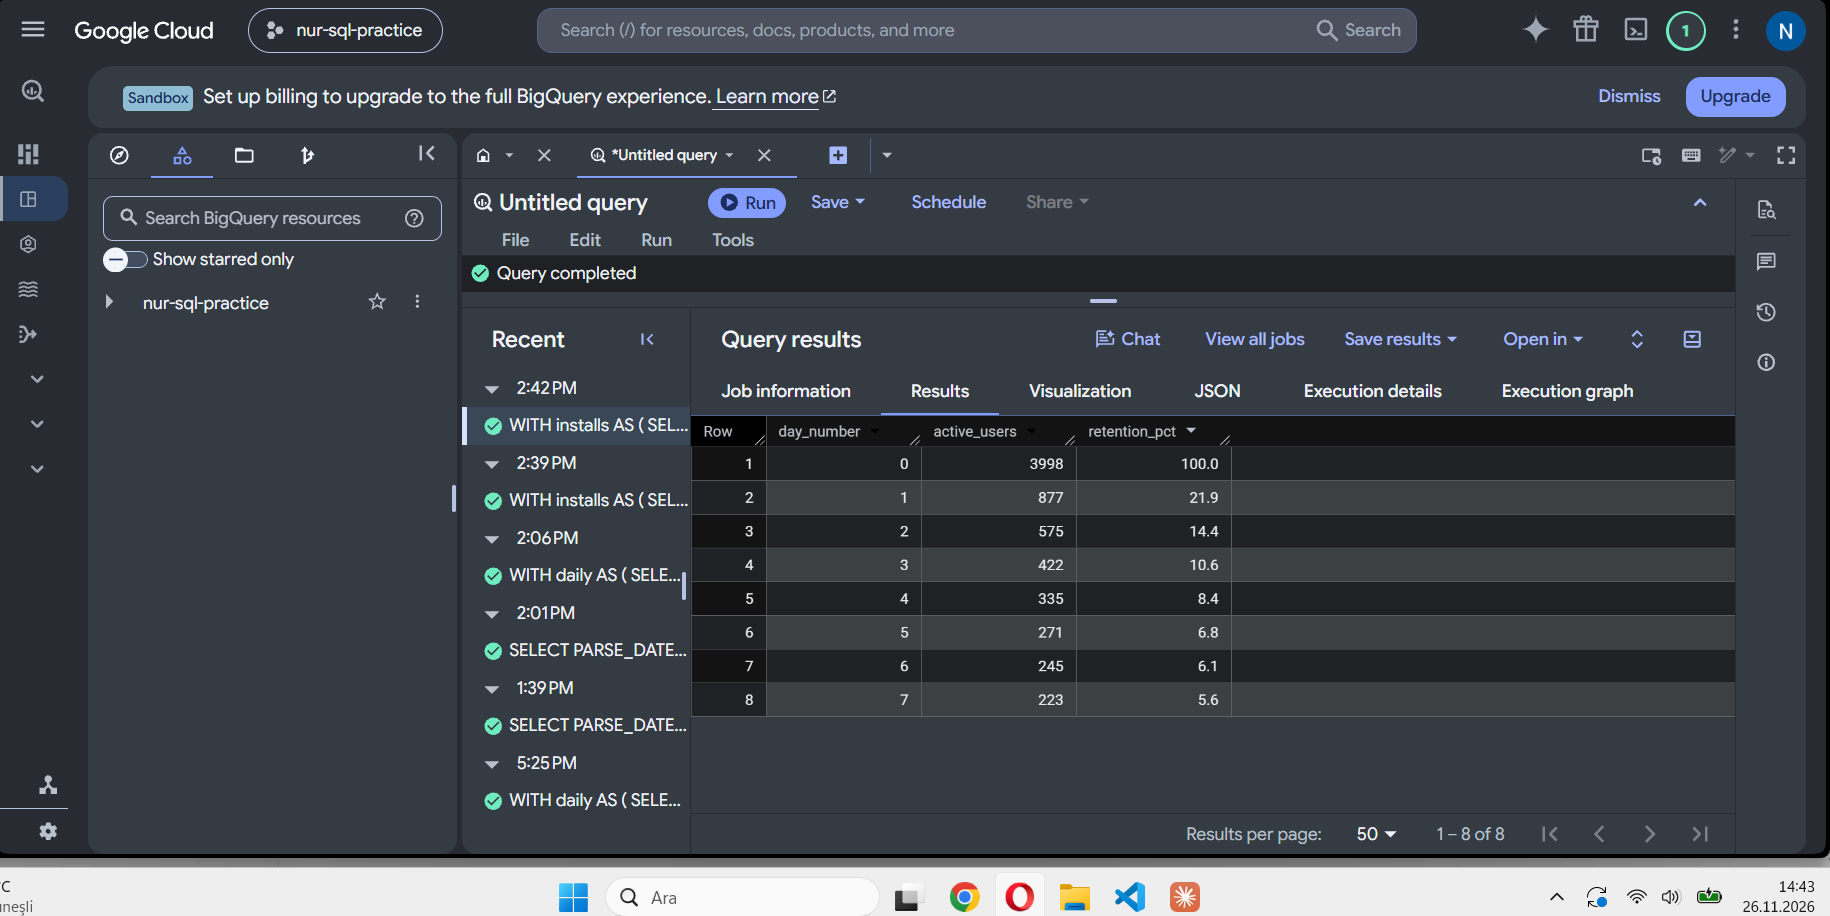 Google Cloud
nur-sql-practice
Search (/) for resources, docs, products, and more
Search
1
N
Sandbox
Set up billing to upgrade to the full BigQuery experience. Learn more
Dismiss
Upgrade
*Untitled query
Untitled query
Run
Save
Schedule
Share
File
Edit
Run
Tools
Search BigQuery resources
Show starred only
nur-sql-practice
Query completed
Recent
2:42 PM
WITH installs AS ( SEL...
2:39 PM
WITH installs AS ( SEL...
2:06 PM
WITH daily AS ( SELE...
2:01 PM
SELECT PARSE_DATE...
1:39 PM
SELECT PARSE_DATE...
5:25 PM
WITH daily AS ( SELE...
Query results
Chat
View all jobs
Save results
Open in
Job information
Results
Visualization
JSON
Execution details
Execution graph
Row day_number active_users retention_pct
1 0 3998 100.0
2 1 877 21.9
3 2 575 14.4
4 3 422 10.6
5 4 335 8.4
6 5 271 6.8
7 6 245 6.1
8 7 223 5.6
Results per page: 50 1 – 8 of 8
°C
uneşli
Ara
14:43
26.11.2026